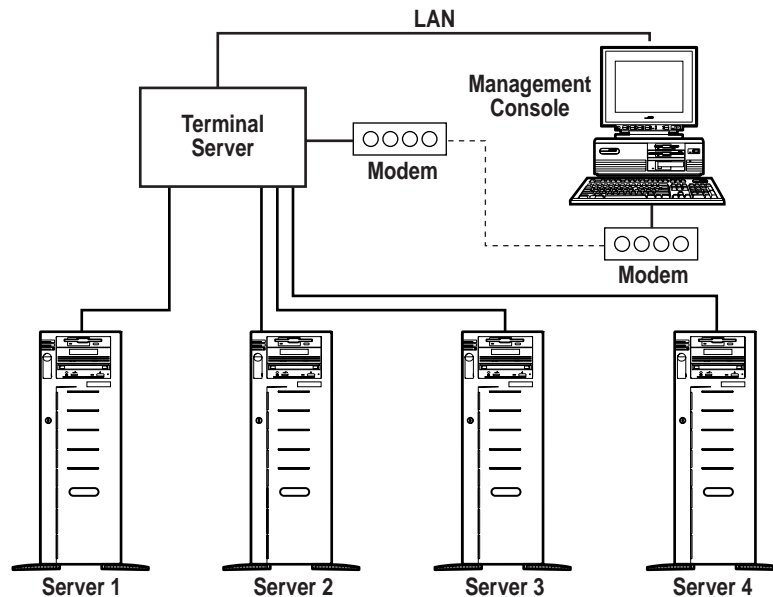 LAN
Management
Console
Terminal
Server
Modem
Modem
Server 1
Server 2
Server 3
Server 4